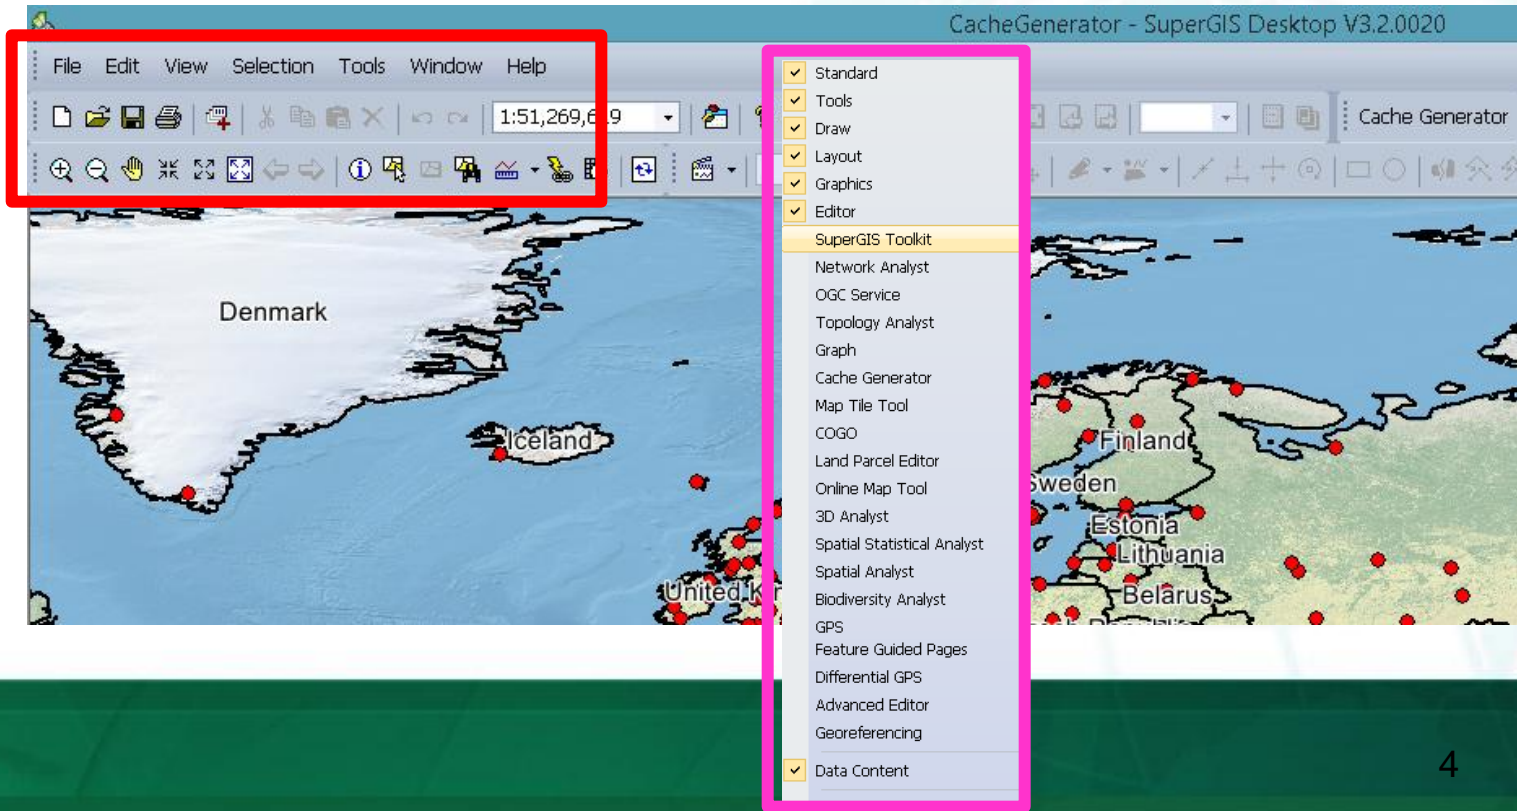 CacheGenerator - SuperGIS Desktop V3.2.0020
File Edit View Selection Tools Window Help
Cache Generator
Standard
Tools
Draw
Layout
Graphics
Editor
SuperGIS Toolkit
Network Analyst
OGC Service
Topology Analyst
Graph
Cache Generator
Map Tile Tool
COGO
Land Parcel Editor
Online Map Tool
3D Analyst
Spatial Statistical Analyst
Spatial Analyst
Biodiversity Analyst
GPS
Feature Guided Pages
Differential GPS
Advanced Editor
Georeferencing
Data Content
Denmark
Iceland
Finland
Sweden
Estonia
Lithuania
United
Belarus
4